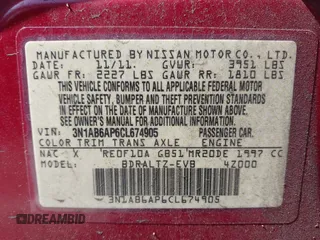 MANUFACTURED BY NISSAN MOTOR CO., LTD.
DATE: 11/11. GVWR: 3951 LBS
GAWR FR: 2227 LBS GAWR RR: 1810 LBS
THIS VEHICLE CONFORMS TO ALL APPLICABLE
FEDERAL MOTOR VEHICLE SAFETY,
BUMPER, AND THEFT PREVENTION STANDARDS
IN EFFECT ON THE DATE OF MANUFACTURE SHOWN ABOVE.
SEE OWNER'S MANUAL FOR ADDITIONAL
INFORMATION.
VIN: 3N1AB6AP6CL674905 PASSENGER CAR.
COLOR TRIM TRANS AXLE ENGINE
NAC X RE0F10A GB51 MR20DE 1997 CC
MODEL: BDRALTZ-EVB 4Z000
3N1AB6AP6CL674905
DREAMBID